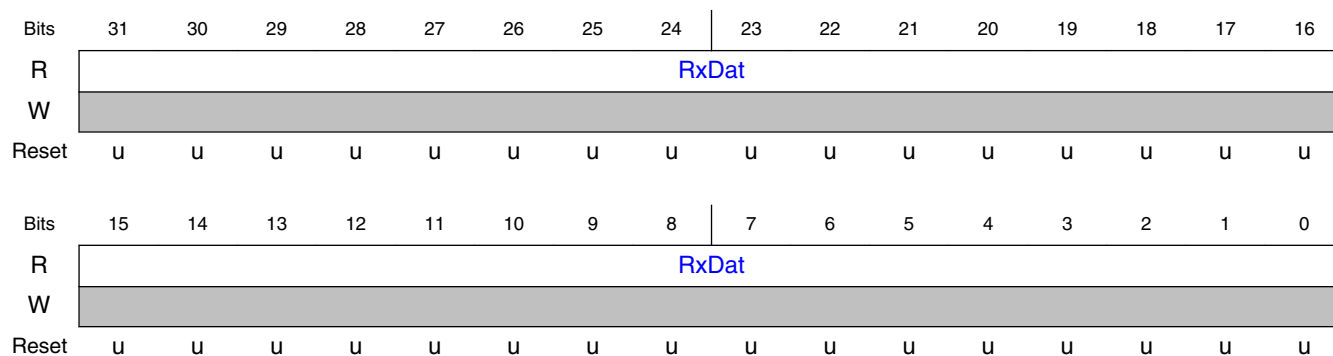 Bits 31 30 29 28 27 26 25 24 23 22 21 20 19 18 17 16
R RxDat
W
Reset u u u u u u u u u u u u u u u u
Bits 15 14 13 12 11 10 9 8 7 6 5 4 3 2 1 0
R RxDat
W
Reset u u u u u u u u u u u u u u u u